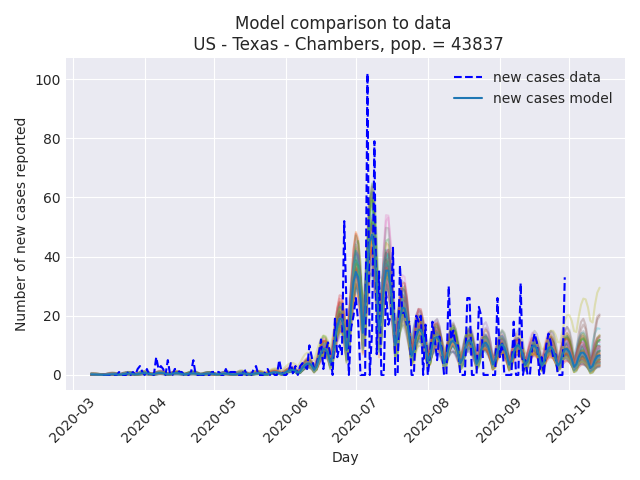 Model comparison to data
US - Texas - Chambers, pop. = 43837
new cases data
new cases model
Number of new cases reported
100
80
60
40
20
0
2020-03
2020-04
2020-05
2020-06
2020-07
2020-08
2020-09
2020-10
Day